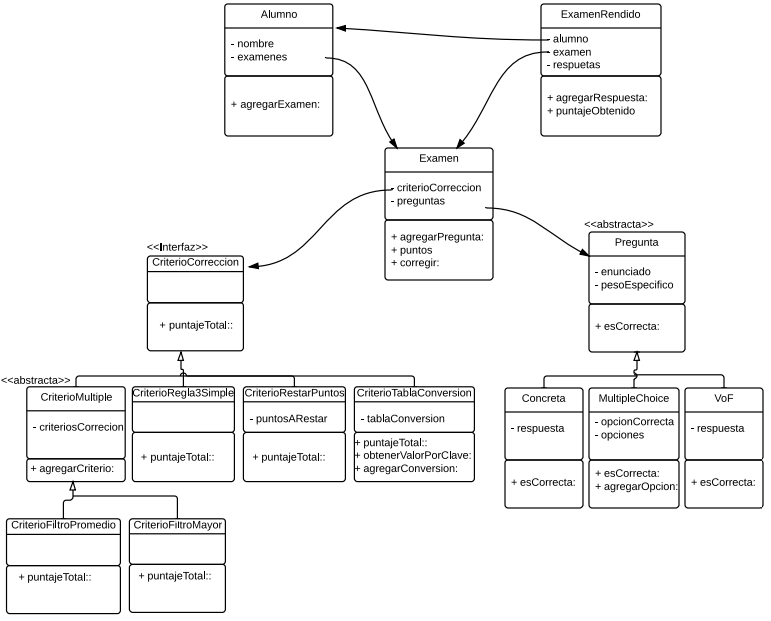 Alumno
- nombre
- examenes
+ agregarExamen:
ExamenRendido
- alumno
- examen
- respuetas
+ agregarRespuesta:
+ puntajeObtenido
Examen
- criterioCorreccion
- preguntas
+ agregarPregunta:
+ puntos
+ corregir:
<<Interfaz>>
CriterioCorreccion
+ puntajeTotal::
<<abstracta>>
Pregunta
- enunciado
- pesoEspecifico
+ esCorrecta:
<<abstracta>>
CriterioMultiple
- criteriosCorrecion
+ agregarCriterio:
CriterioRegla3Simple
+ puntajeTotal::
CriterioRestarPuntos
- puntosARestar
+ puntajeTotal::
CriterioTablaConversion
- tablaConversion
+ puntajeTotal::
+ obtenerValorPorClave:
+ agregarConversion:
Concreta
- respuesta
+ esCorrecta:
MultipleChoice
- opcionCorrecta
- opciones
+ esCorrecta:
+ agregarOpcion:
VoF
- respuesta
+ esCorrecta:
CriterioFiltroPromedio
+ puntajeTotal::
CriterioFiltroMayor
+ puntajeTotal::